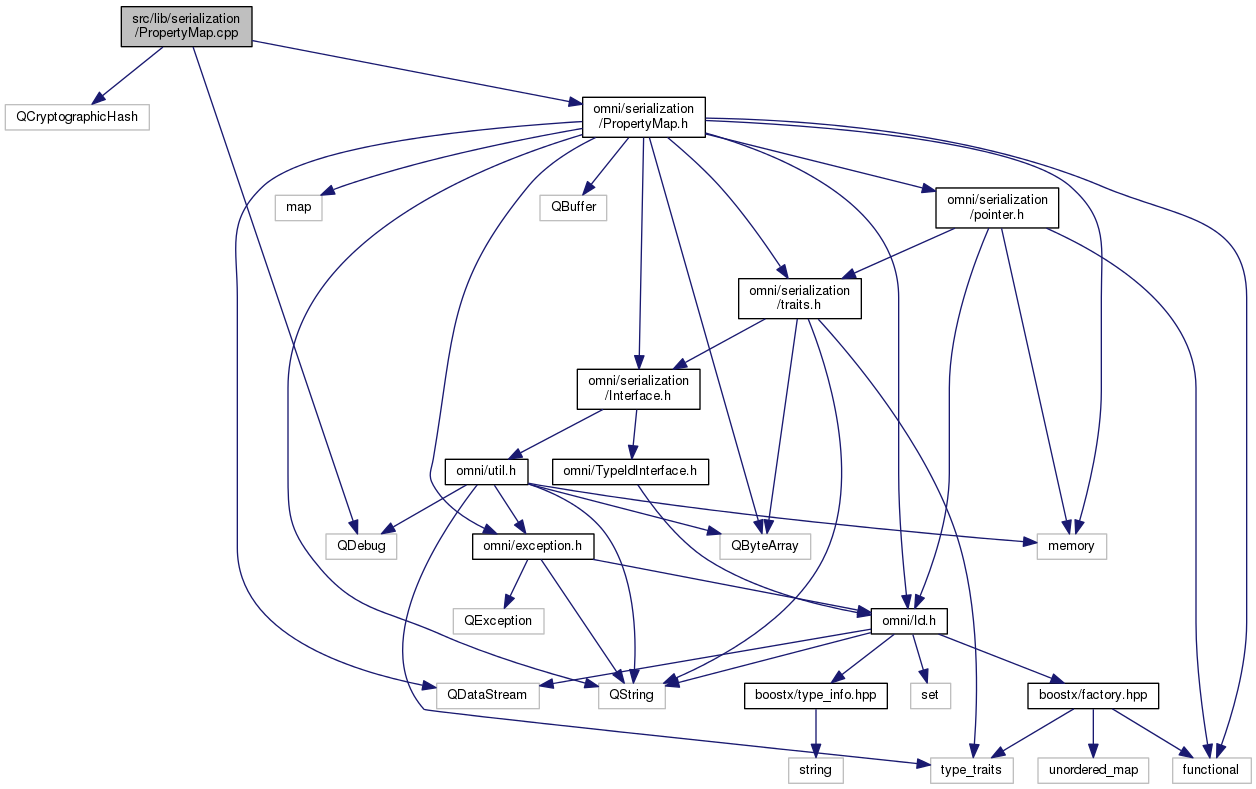 src/lib/serialization
/PropertyMap.cpp
QCryptographicHash
omni/serialization
/PropertyMap.h
map
QBuffer
omni/serialization
/pointer.h
omni/serialization
/traits.h
omni/serialization
/Interface.h
omni/util.h
omni/TypeIdInterface.h
QDebug
omni/exception.h
QByteArray
memory
QException
omni/Id.h
QDataStream
QString
boostx/type_info.hpp
set
boostx/factory.hpp
string
type_traits
unordered_map
functional